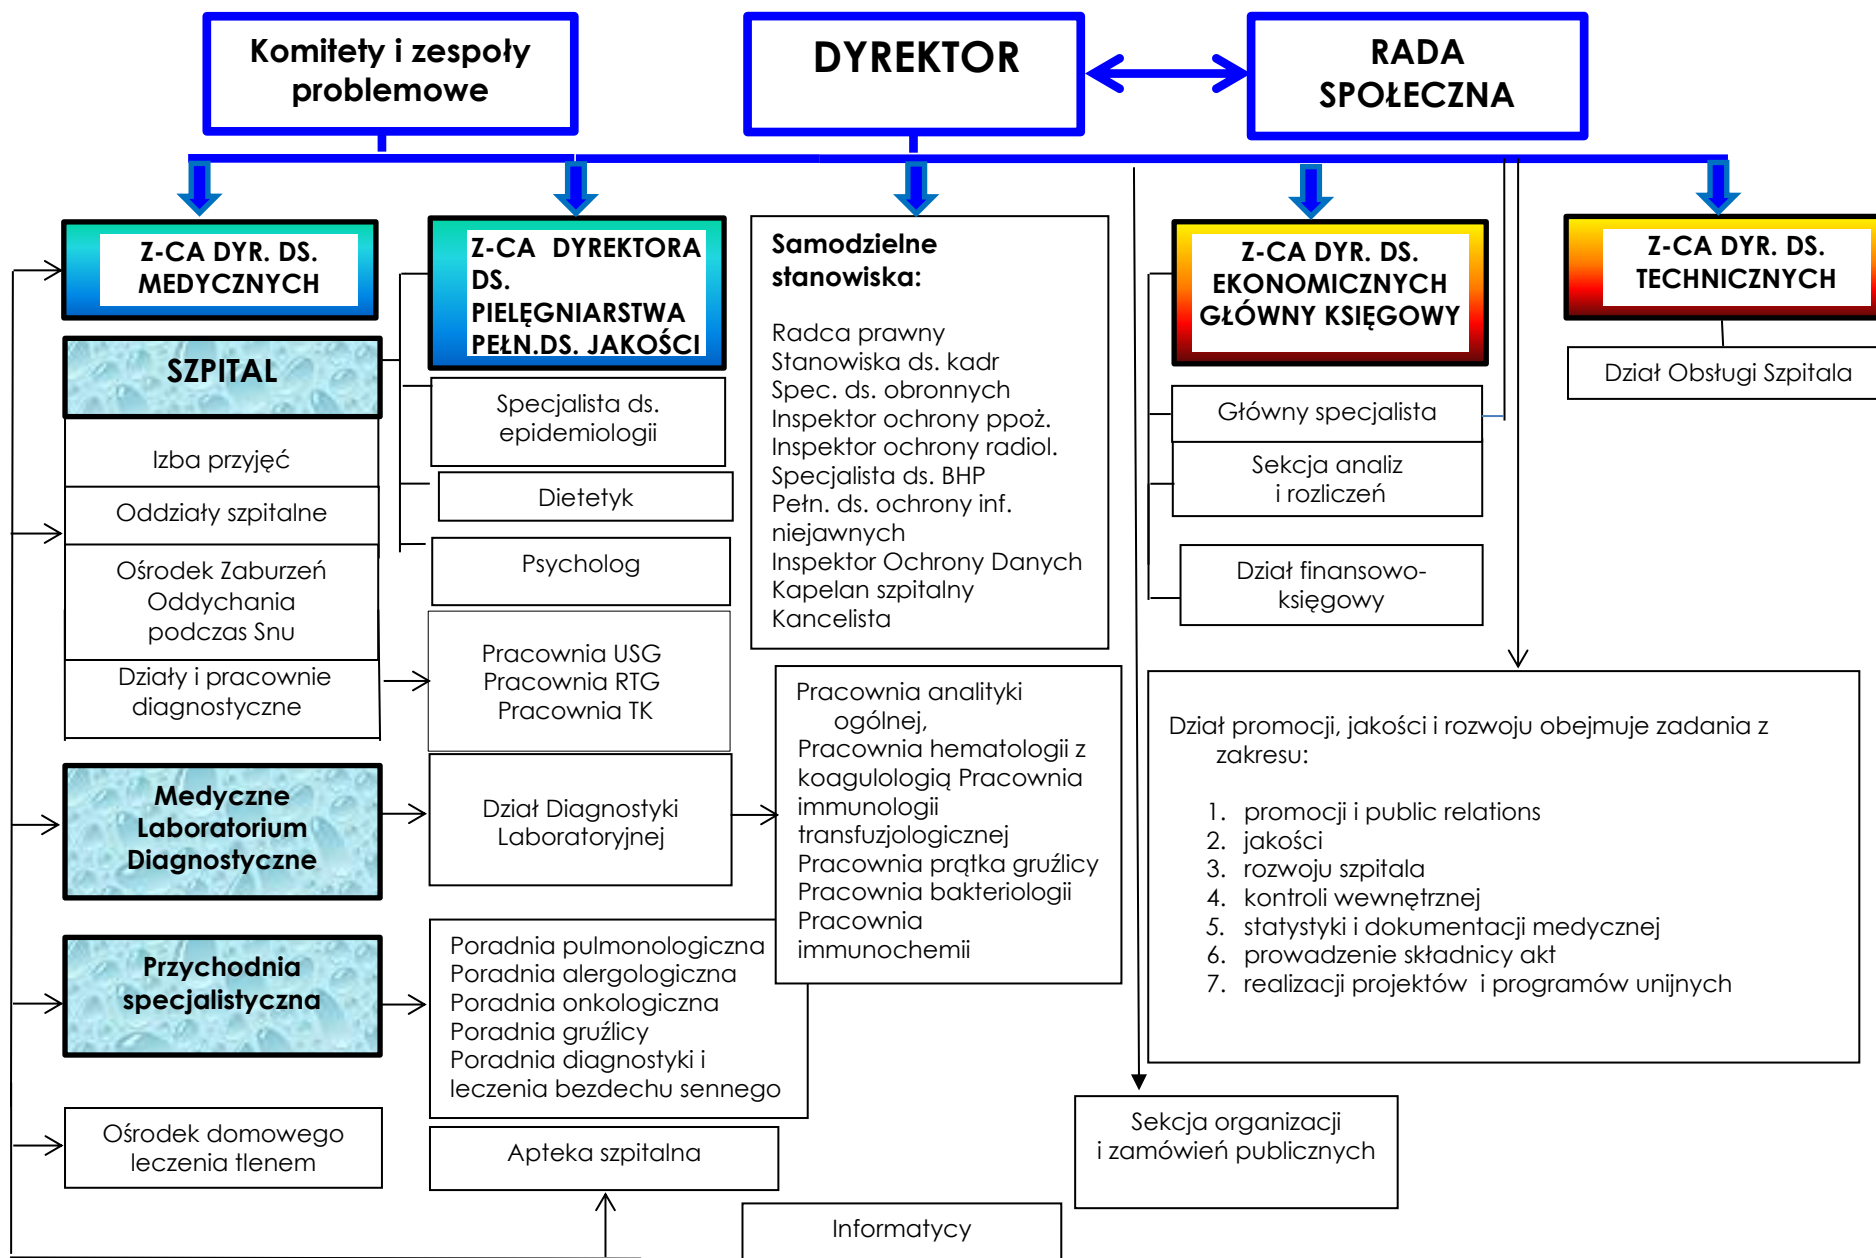 Komitety i zespoły
problemowe
DYREKTOR
RADA
SPOŁECZNA
Z-CA DYR. DS.
MEDYCZNYCH
SZPITAL
Izba przyjęć
Oddziały szpitalne
Ośrodek Zaburzeń
Oddychania
podczas Snu
Działy i pracownie
diagnostyczne
Medyczne
Laboratorium
Diagnostyczne
Przychodnia
specjalistyczna
Ośrodek domowego
leczenia tlenem
Z-CA DYREKTORA
DS.
PIELĘGNIARSTWA
PEŁN.DS. JAKOŚCI
Specjalista ds.
epidemiologii
Dietetyk
Psycholog
Pracownia USG
Pracownia RTG
Pracownia TK
Dział Diagnostyki
Laboratoryjnej
Poradnia pulmonologiczna
Poradnia alergologiczna
Poradnia onkologiczna
Poradnia gruźlicy
Poradnia diagnostyki i
leczenia bezdechu sennego
Apteka szpitalna
Samodzielne
stanowiska:
Radca prawny
Stanowiska ds. kadr
Spec. ds. obronnych
Inspektor ochrony ppoż.
Inspektor ochrony radiol.
Specjalista ds. BHP
Pełn. ds. ochrony inf.
niejawnych
Inspektor Ochrony Danych
Kapelan szpitalny
Kancelista
Pracownia analityki
ogólnej,
Pracownia hematologii z
koagulologią Pracownia
immunologii
transfuzjologicznej
Pracownia prątka gruźlicy
Pracownia bakteriologii
Pracownia
immunochemii
Informatycy
Z-CA DYR. DS.
EKONOMICZNYCH
GŁÓWNY KSIĘGOWY
Główny specjalista
Sekcja analiz
i rozliczeń
Dział finansowo-
księgowy
Z-CA DYR. DS.
TECHNICZNYCH
Dział Obsługi Szpitala
Dział promocji, jakości i rozwoju obejmuje zadania z
zakresu:
1. promocji i public relations
2. jakości
3. rozwoju szpitala
4. kontroli wewnętrznej
5. statystyki i dokumentacji medycznej
6. prowadzenie składnicy akt
7. realizacji projektów i programów unijnych
Sekcja organizacji
i zamówień publicznych